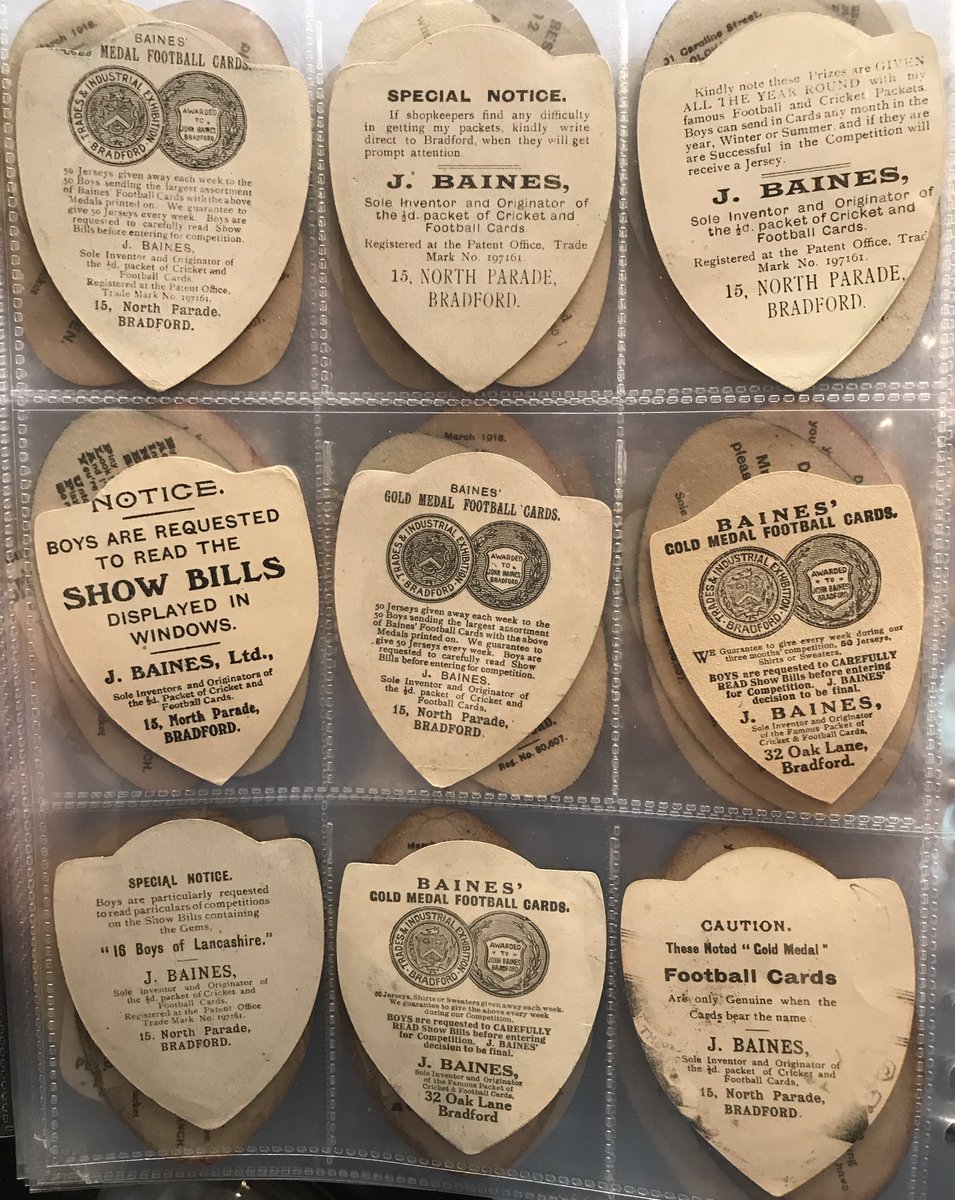 BAINES'
MEDAL FOOTBALL CARDS.
TRADES & INDUSTRIAL EXHIBITION
BRADFORD
AWARDED
TO
JOHN BAINES
BRADFORD.
50 Jerseys given away each week to the
50 Boys sending the largest assortment
of Baines' Football Cards with the above
Medals printed on. We guarantee to
give 50 Jerseys every week. Boys are
requested to carefully read Show
Bills before entering for competition.
J. BAINES,
Sole Inventor and Originator of
the ½d. packet of Cricket and
Football Cards.
Registered at the Patent Office,
Trade Mark No. 197161.
15, North Parade,
BRADFORD.
March 1918.
SPECIAL NOTICE.
If shopkeepers find any difficulty
in getting my packets, kindly write
direct to Bradford, when they will get
prompt attention.
J. BAINES,
Sole Inventor and Originator of
the ½d. packet of Cricket and
Football Cards
Registered at the Patent Office, Trade
Mark No. 197161.
15, NORTH PARADE,
BRADFORD.
31 Caroline Street,
Kindly note these Prizes are GIVEN
ALL THE YEAR ROUND with my
famous Football and Cricket Packets.
Boys can send in Cards any month in the
year, Winter or Summer, and if they are
are Successful in the Competition will
receive a Jersey.
J. BAINES,
Sole Inventor and Originator of
the ½d. packet of Cricket and
Football Cards
Registered at the Patent Office, Trad
Mark No. 197161.
15, NORTH PARADE,
BRADFORD.
NOTICE.
BOYS ARE REQUESTED
TO READ THE
SHOW BILLS
DISPLAYED IN
WINDOWS.
J. BAINES, Ltd.,
Sole Inventors and Originators of
the ½d. Packet of Cricket and
Football Cards.
15, North Parade,
BRADFORD.
March 1918.
BAINES'
GOLD MEDAL FOOTBALL CARDS.
TRADES & INDUSTRIAL EXHIBITION
BRADFORD
AWARDED
TO
JOHN BAINES
BRADFORD.
50 Jerseys given away each week to the
50 Boys sending the largest assortment
of Baines' Football Cards with the above
Medals printed on. We guarantee to
give 50 Jerseys every week. Boys are
requested to carefully read Show
Bills before entering for competition.
J. BAINES,
Sole Inventor and Originator of
the ½d. packet of Cricket and
Football Cards,
15, North Parade,
BRADFORD.
Reg. No. 80,607.
BAINES'
GOLD MEDAL FOOTBALL CARDS.
TRADES & INDUSTRIAL EXHIBITION
BRADFORD
AWARDED
TO
JOHN BAINES
BRADFORD.
WE Guarantee to give every week during our
three months' competition, 50 Jerseys,
Shirts or Sweaters.
BOYS are requested to CAREFULLY
READ Show Bills before entering
for Competition. J. BAINES'
decision to be final.
J. BAINES,
Sole Inventor and Originator
of the Famous Packet of
Cricket & Football Cards,
32 Oak Lane,
Bradford.
SPECIAL NOTICE.
Boys are particularly requested
to read particulars of competitions
on the Show Bills containing
the Gems,
"16 Boys of Lancashire."
J. BAINES,
Sole Inventor and Originator of
the ½d. packet of Cricket and
Football Cards.
Registered at the Patent Office
Trade Mark No. 197161.
15, North Parade,
BRADFORD.
BAINES'
GOLD MEDAL FOOTBALL CARDS.
TRADES & INDUSTRIAL EXHIBITION
BRADFORD
AWARDED
TO
JOHN BAINES
BRADFORD
50 Jerseys, Shirts or Sweaters given away each week.
We guarantee to give the above every week
during our Competition.
BOYS are requested to CAREFULLY
READ Show Bills before entering
for Competition. J. BAINES'
decision to be final.
J. BAINES,
Sole Inventor and Originator
of the Famous Packet of
Cricket & Football Cards,
32 Oak Lane
Bradford
CAUTION.
These Noted "Gold Medal"
Football Cards
Are only Genuine when the
Cards bear the name
J. BAINES,
Sole Inventor and Originator of
the ½d. packet of Cricket and
Football Cards,
15, North Parade,
BRADFORD.